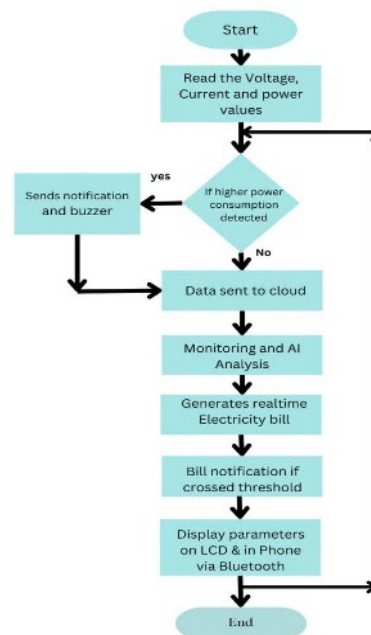 Start
Read the Voltage,
Current and power
values
yes
Sends notification
and buzzer
If higher power
consumption
detected
No
Data sent to cloud
Monitoring and AI
Analysis
Generates realtime
Electricity bill
Bill notification if
crossed threshold
Display parameters
on LCD & in Phone
via Bluetooth
End